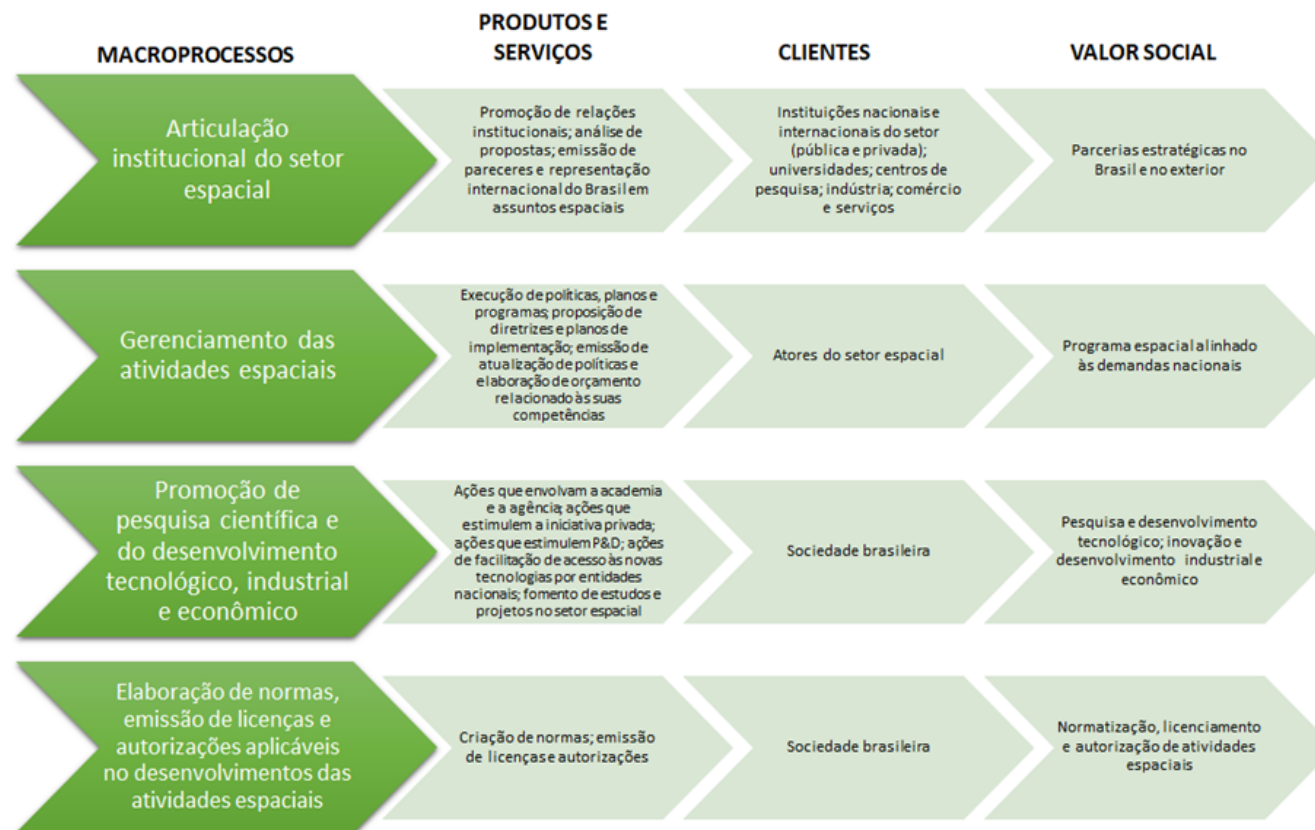 MACROPROCESSOS
PRODUTOS E
SERVIÇOS
CLIENTES
VALOR SOCIAL
Articulação
institucional do setor
espacial
Promoção de relações
institucionais; análise de
propostas; emissão de
pareceres e representação
internacional do Brasil em
assuntos espaciais
Instituições nacionais e
internacionais do setor
(pública e privada);
universidades; centros de
pesquisa; indústria; comércio
e serviços
Parcerias estratégicas no
Brasil e no exterior
Gerenciamento das
atividades espaciais
Execução de políticas, planos e
programas; proposição de
diretrizes e planos de
implementação; emissão de
atualização de políticas e
elaboração de orçamento
relacionado às suas
competências
Atores do setor espacial
Programa espacial alinhado
às demandas nacionais
Promoção de
pesquisa científica e
do desenvolvimento
tecnológico, industrial
e econômico
Ações que envolvam a academia
e a agência; ações que
estimulem a iniciativa privada;
ações que estimulem P&D; ações
de facilitação de acesso às novas
tecnologias por entidades
nacionais; fomento de estudos e
projetos no setor espacial
Sociedade brasileira
Pesquisa e desenvolvimento
tecnológico; inovação e
desenvolvimento industrial e
econômico
Elaboração de normas,
emissão de licenças e
autorizações aplicáveis
no desenvolvimentos das
atividades espaciais
Criação de normas; emissão
de licenças e autorizações
Sociedade brasileira
Normatização, licenciamento
e autorização de atividades
espaciais